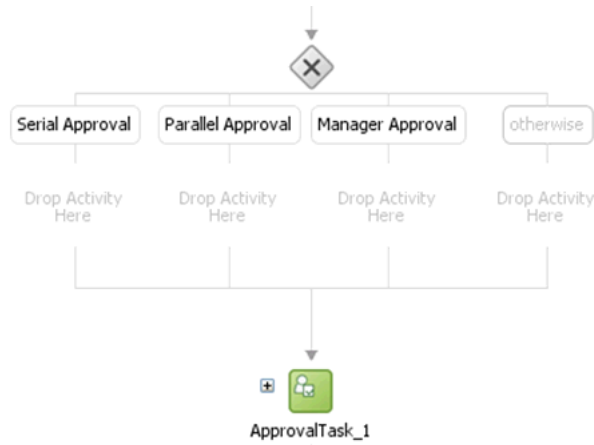 Serial Approval
Parallel Approval
Manager Approval
otherwise
Drop Activity
Here
Drop Activity
Here
Drop Activity
Here
Drop Activity
Here
ApprovalTask_1